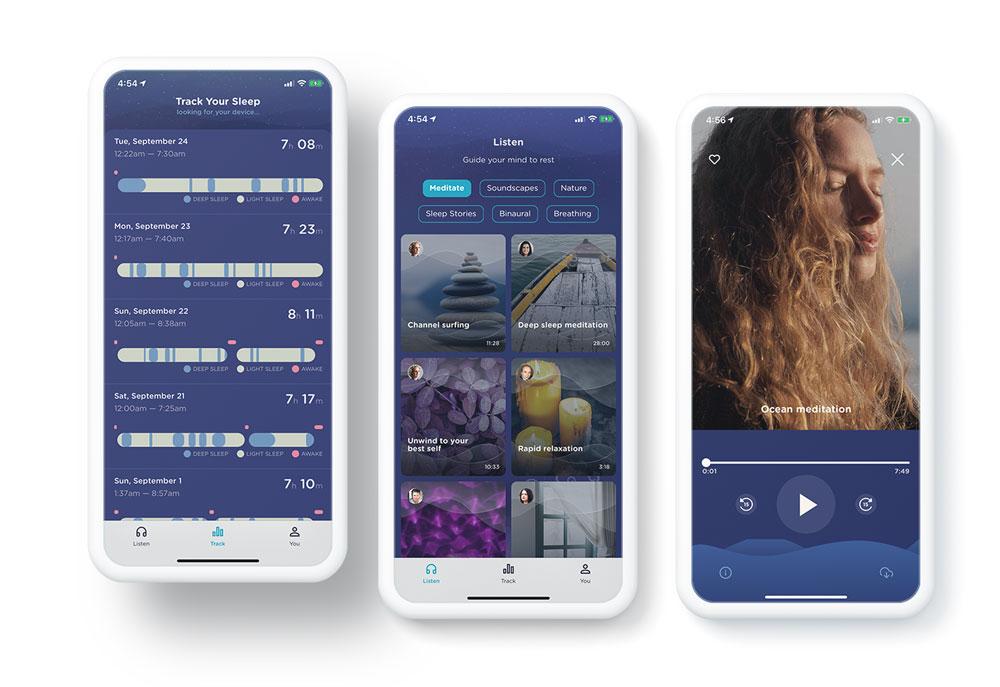 4:54
Track Your Sleep
looking for your device...
Tue, September 24
7h 08m
12:22am — 7:30am
DEEP SLEEP LIGHT SLEEP AWAKE
Mon, September 23
7h 23m
12:17am — 7:40am
DEEP SLEEP LIGHT SLEEP AWAKE
Sun, September 22
8h 11m
12:05am — 8:38am
DEEP SLEEP LIGHT SLEEP AWAKE
Sat, September 21
7h 17m
12:00am — 7:25am
DEEP SLEEP LIGHT SLEEP AWAKE
Sun, September 1
7h 10m
1:37am — 8:57am
Listen Track You
4:54
Listen
Guide your mind to rest
Meditate Soundscapes Nature
Sleep Stories Binaural Breathing
Channel surfing
11:28
Deep sleep meditation
28:00
Unwind to your
best self
10:33
Rapid relaxation
3:18
Listen Track You
4:56
Ocean meditation
0:01 7:49
15 15